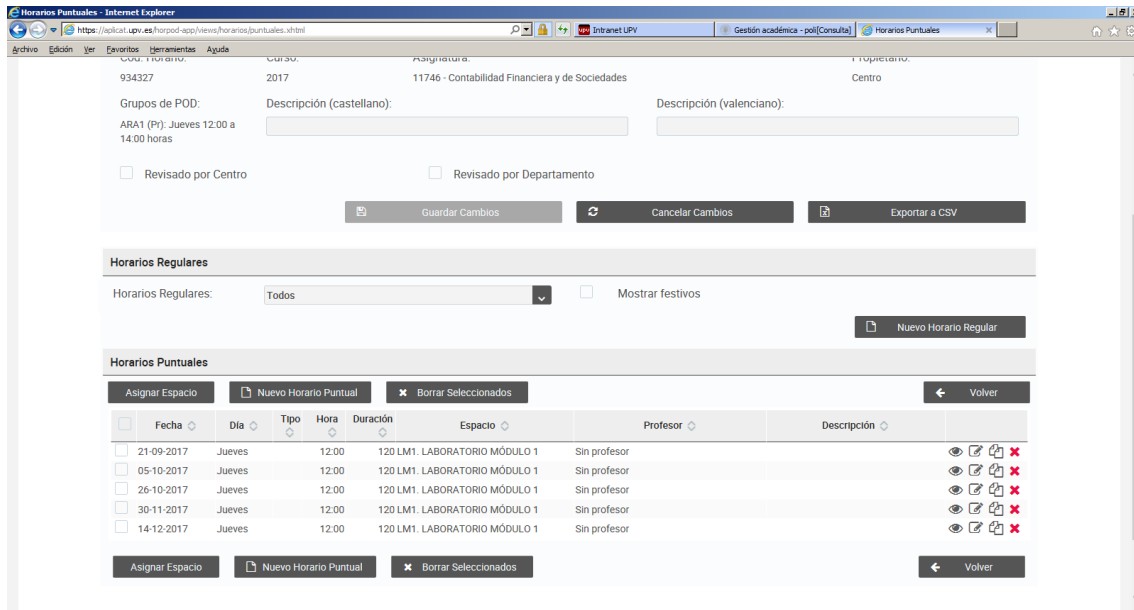 Horarios Puntuales - Internet Explorer
https://aplicat.upv.es/horpod-app/views/horarios/puntuales.xhtml
upv Intranet UPV
Gestión académica - poli[Consulta]
Horarios Puntuales
Archivo Edición Ver Favoritos Herramientas Ayuda
Cód. Horario: Curso: Asignatura: Propietario:
934327 2017 11746 - Contabilidad Financiera y de Sociedades Centro
Grupos de POD: Descripción (castellano): Descripción (valenciano):
ARA1 (Pr): Jueves 12:00 a
14:00 horas
Revisado por Centro Revisado por Departamento
Guardar Cambios Cancelar Cambios Exportar a CSV
Horarios Regulares
Horarios Regulares: Todos Mostrar festivos
Nuevo Horario Regular
Horarios Puntuales
Asignar Espacio Nuevo Horario Puntual Borrar Seleccionados Volver
Fecha Día Tipo Hora Duración Espacio Profesor Descripción
21-09-2017 Jueves 12:00 120 LM1. LABORATORIO MÓDULO 1 Sin profesor
05-10-2017 Jueves 12:00 120 LM1. LABORATORIO MÓDULO 1 Sin profesor
26-10-2017 Jueves 12:00 120 LM1. LABORATORIO MÓDULO 1 Sin profesor
30-11-2017 Jueves 12:00 120 LM1. LABORATORIO MÓDULO 1 Sin profesor
14-12-2017 Jueves 12:00 120 LM1. LABORATORIO MÓDULO 1 Sin profesor
Asignar Espacio Nuevo Horario Puntual Borrar Seleccionados Volver